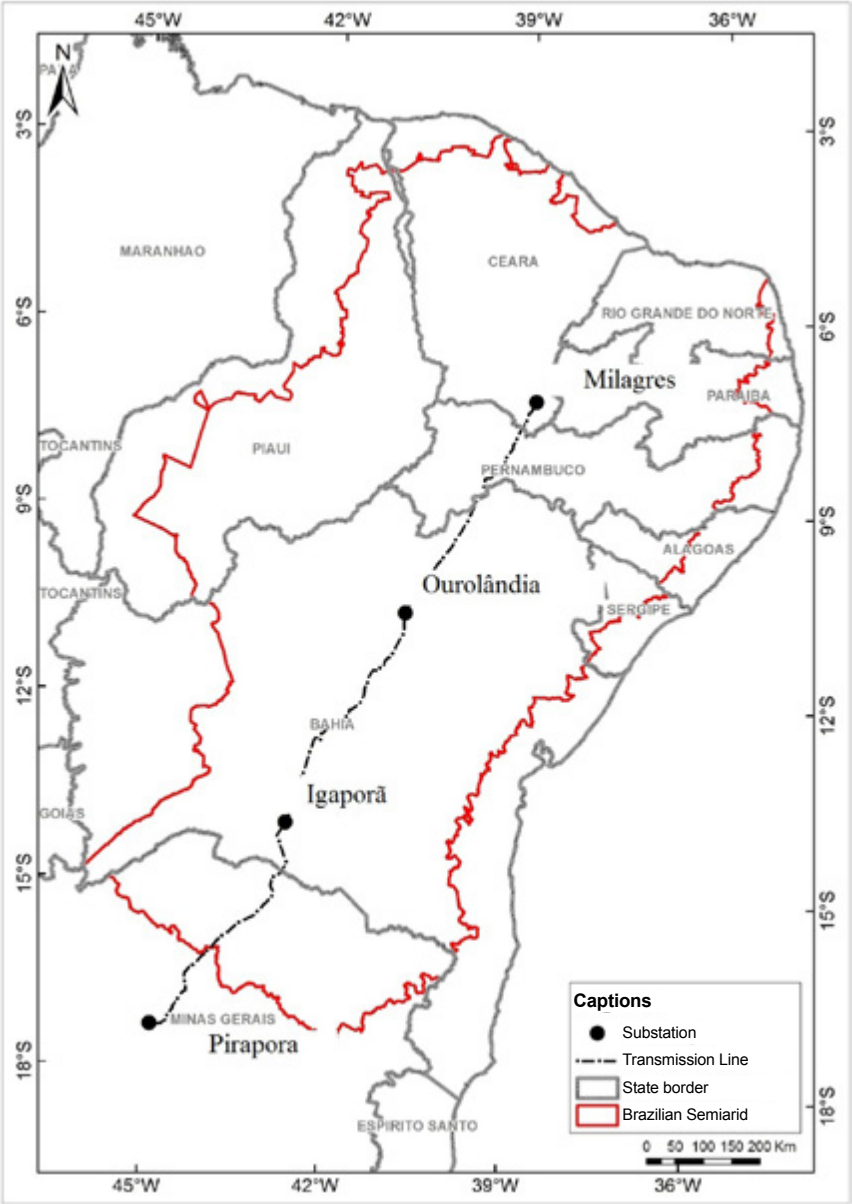 45°W 42°W 39°W 36°W
N
PARA
3°S 3°S
MARANHAO
CEARA
RIO GRANDE DO NORTE
6°S 6°S
Milagres
PARAIBA
TOCANTINS
PIAUI
PERNAMBUCO
9°S 9°S
ALAGOAS
Ourolândia
TOCANTINS
SERGIPE
12°S 12°S
BAHIA
Igaporã
GOIAS
15°S 15°S
Captions
Substation
MINAS GERAIS
Pirapora
Transmission Line
18°S
State border
Brazilian Semiarid
18°S
ESPIRITO SANTO
0 50 100 150 200 Km
45°W 42°W 39°W 36°W